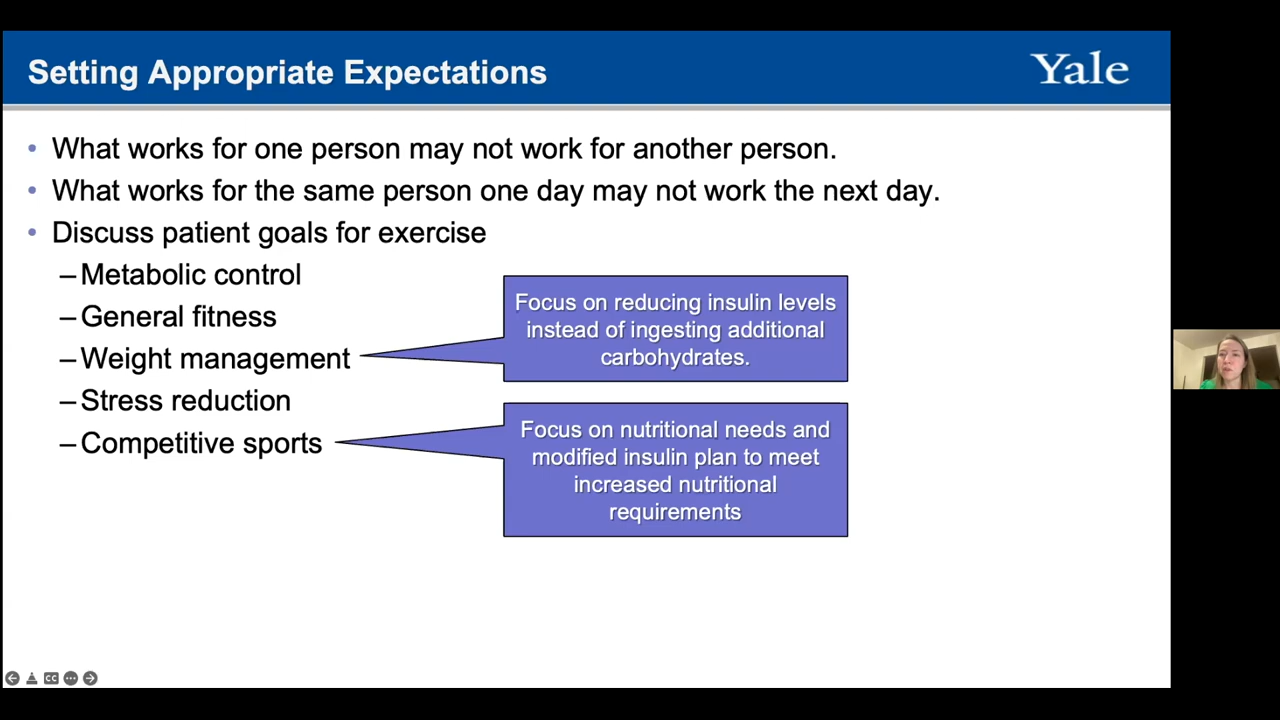 Setting Appropriate Expectations
Yale
• What works for one person may not work for another person.
• What works for the same person one day may not work the next day.
• Discuss patient goals for exercise
– Metabolic control
– General fitness
– Weight management
– Stress reduction
– Competitive sports
Focus on reducing insulin levels
instead of ingesting additional
carbohydrates.
Focus on nutritional needs and
modified insulin plan to meet
increased nutritional
requirements
CC